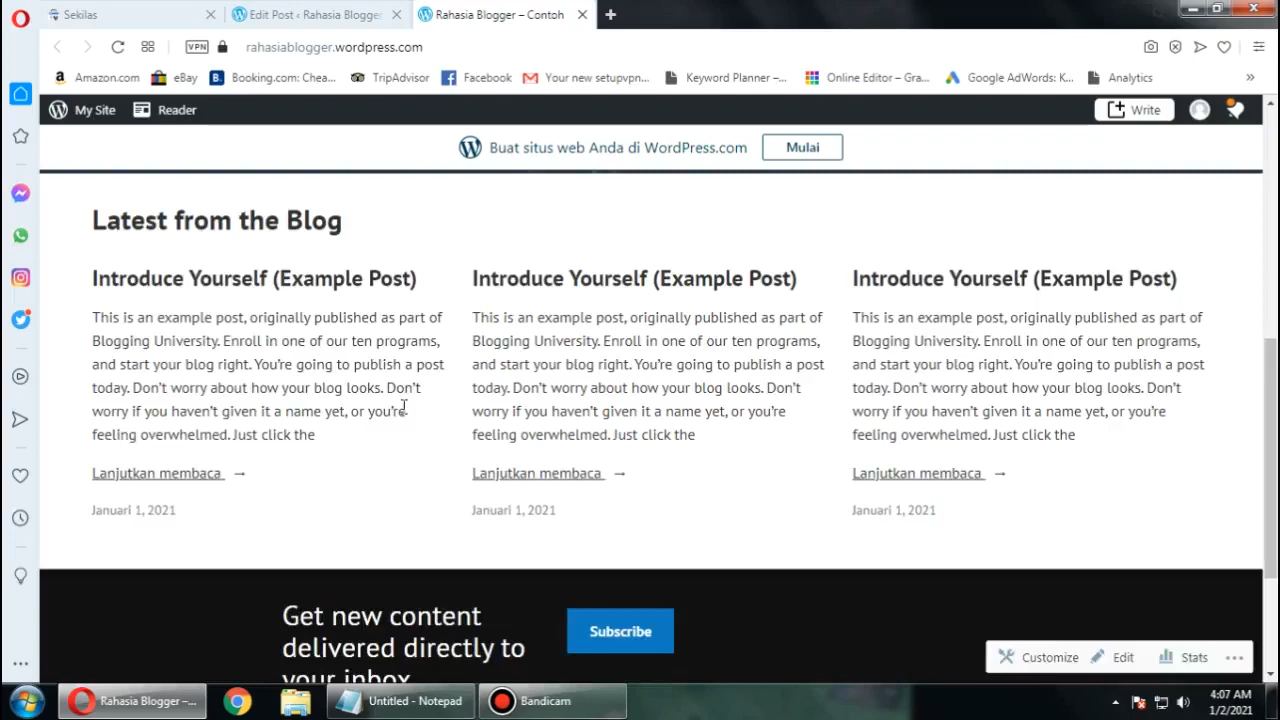 Sekilas
Edit Post ‹ Rahasia Blogger
Rahasia Blogger – Contoh
VPN
rahasiablogger.wordpress.com
a Amazon.com
eBay
B. Booking.com: Chea...
TripAdvisor
Facebook
Your new setupvpn...
Keyword Planner –...
Online Editor – Gra...
Google AdWords: K...
Analytics
»
My Site
Reader
Write
Buat situs web Anda di WordPress.com
Mulai
Latest from the Blog
Introduce Yourself (Example Post)
This is an example post, originally published as part of
Blogging University. Enroll in one of our ten programs,
and start your blog right. You're going to publish a post
today. Don't worry about how your blog looks. Don't
worry if you haven't given it a name yet, or you're
feeling overwhelmed. Just click the
Lanjutkan membaca →
Januari 1, 2021
Introduce Yourself (Example Post)
This is an example post, originally published as part of
Blogging University. Enroll in one of our ten programs,
and start your blog right. You're going to publish a post
today. Don't worry about how your blog looks. Don't
worry if you haven't given it a name yet, or you're
feeling overwhelmed. Just click the
Lanjutkan membaca →
Januari 1, 2021
Introduce Yourself (Example Post)
This is an example post, originally published as part of
Blogging University. Enroll in one of our ten programs,
and start your blog right. You're going to publish a post
today. Don't worry about how your blog looks. Don't
worry if you haven't given it a name yet, or you're
feeling overwhelmed. Just click the
Lanjutkan membaca →
Januari 1, 2021
Get new content
delivered directly to
your inbox.
Subscribe
Customize
Edit
Stats
Rahasia Blogger –...
Untitled - Notepad
Bandicam
4:07 AM
1/2/2021